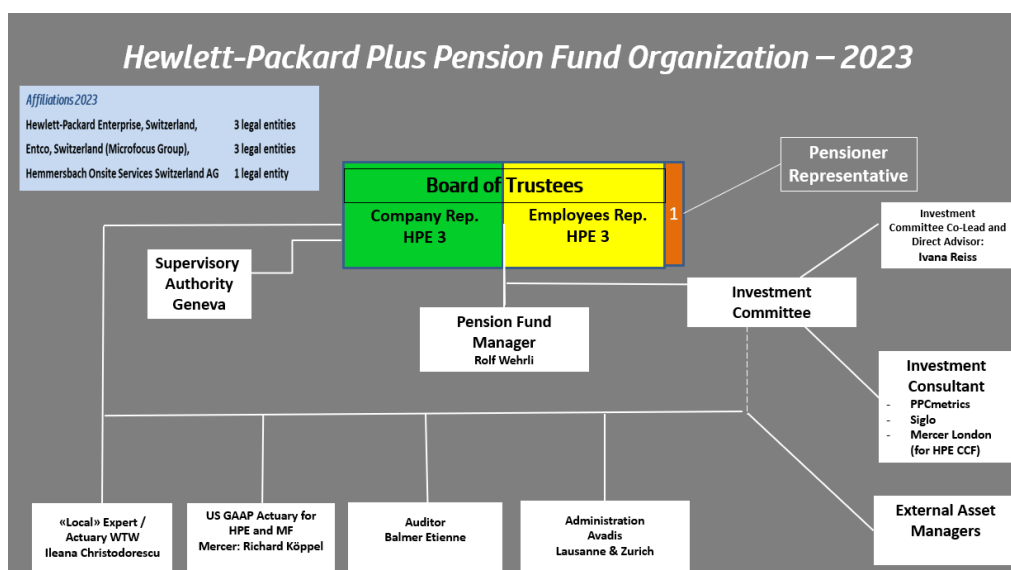 Hewlett-Packard Plus Pension Fund Organization – 2023
Affiliations 2023
Hewlett-Packard Enterprise, Switzerland, 3 legal entities
Entco, Switzerland (Microfocus Group), 3 legal entities
Hemmersbach Onsite Services Switzerland AG 1 legal entity
Pensioner
Representative
Board of Trustees
Company Rep.
HPE 3
Employees Rep.
HPE 3
1
Investment
Committee Co-Lead and
Direct Advisor:
Ivana Reiss
Supervisory
Authority
Geneva
Investment
Committee
Pension Fund
Manager
Rolf Wehrli
Investment
Consultant
- PPCmetrics
- Siglo
- Mercer London
(for HPE CCF)
«Local» Expert /
Actuary WTW
Ileana Christodorescu
US GAAP Actuary for
HPE and MF
Mercer: Richard Köppel
Auditor
Balmer Etienne
Administration
Avadis
Lausanne & Zurich
External Asset
Managers